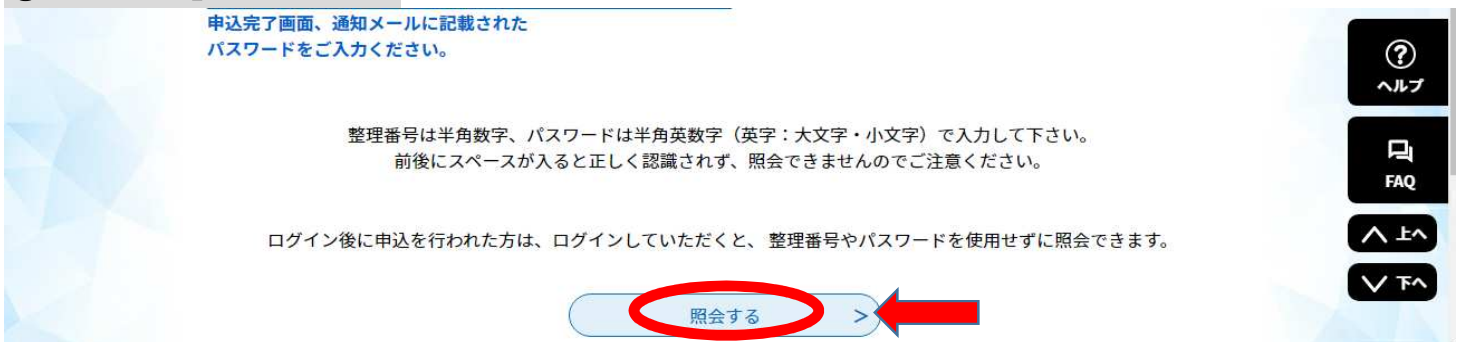 申込完了画面、通知メールに記載された
パスワードをご入力ください。
整理番号は半角数字、パスワードは半角英数字（英字：大文字・小文字）で入力して下さい。
前後にスペースが入ると正しく認識されず、照会できませんのでご注意ください。
ログイン後に申込を行われた方は、ログインしていただくと、 整理番号やパスワードを使用せずに照会できます。
照会する >
?
ヘルプ
FAQ
上へ
下へ